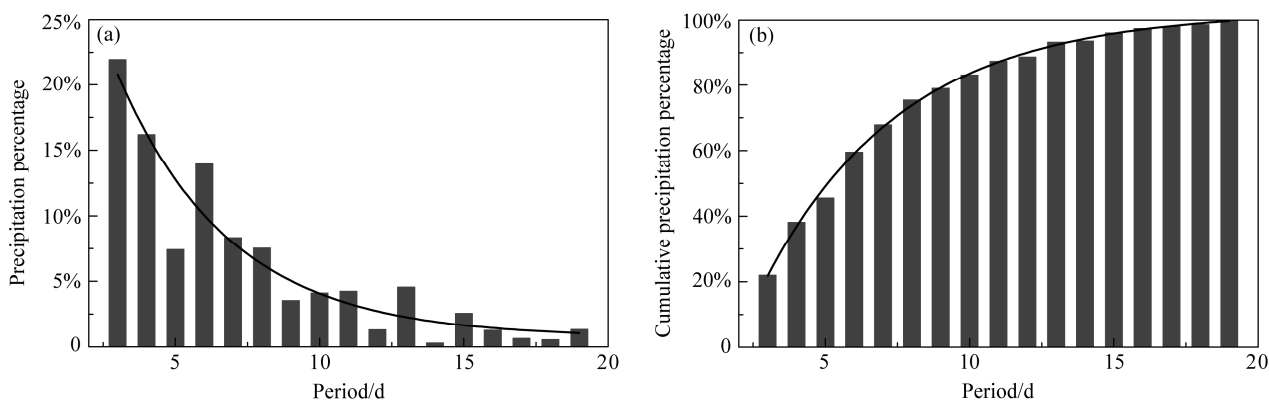 (a)
25%
20%
15%
10%
5%
0
Precipitation percentage
5 10 15 20
Period/d
(b)
100%
80%
60%
40%
20%
0
Cumulative precipitation percentage
5 10 15 20
Period/d